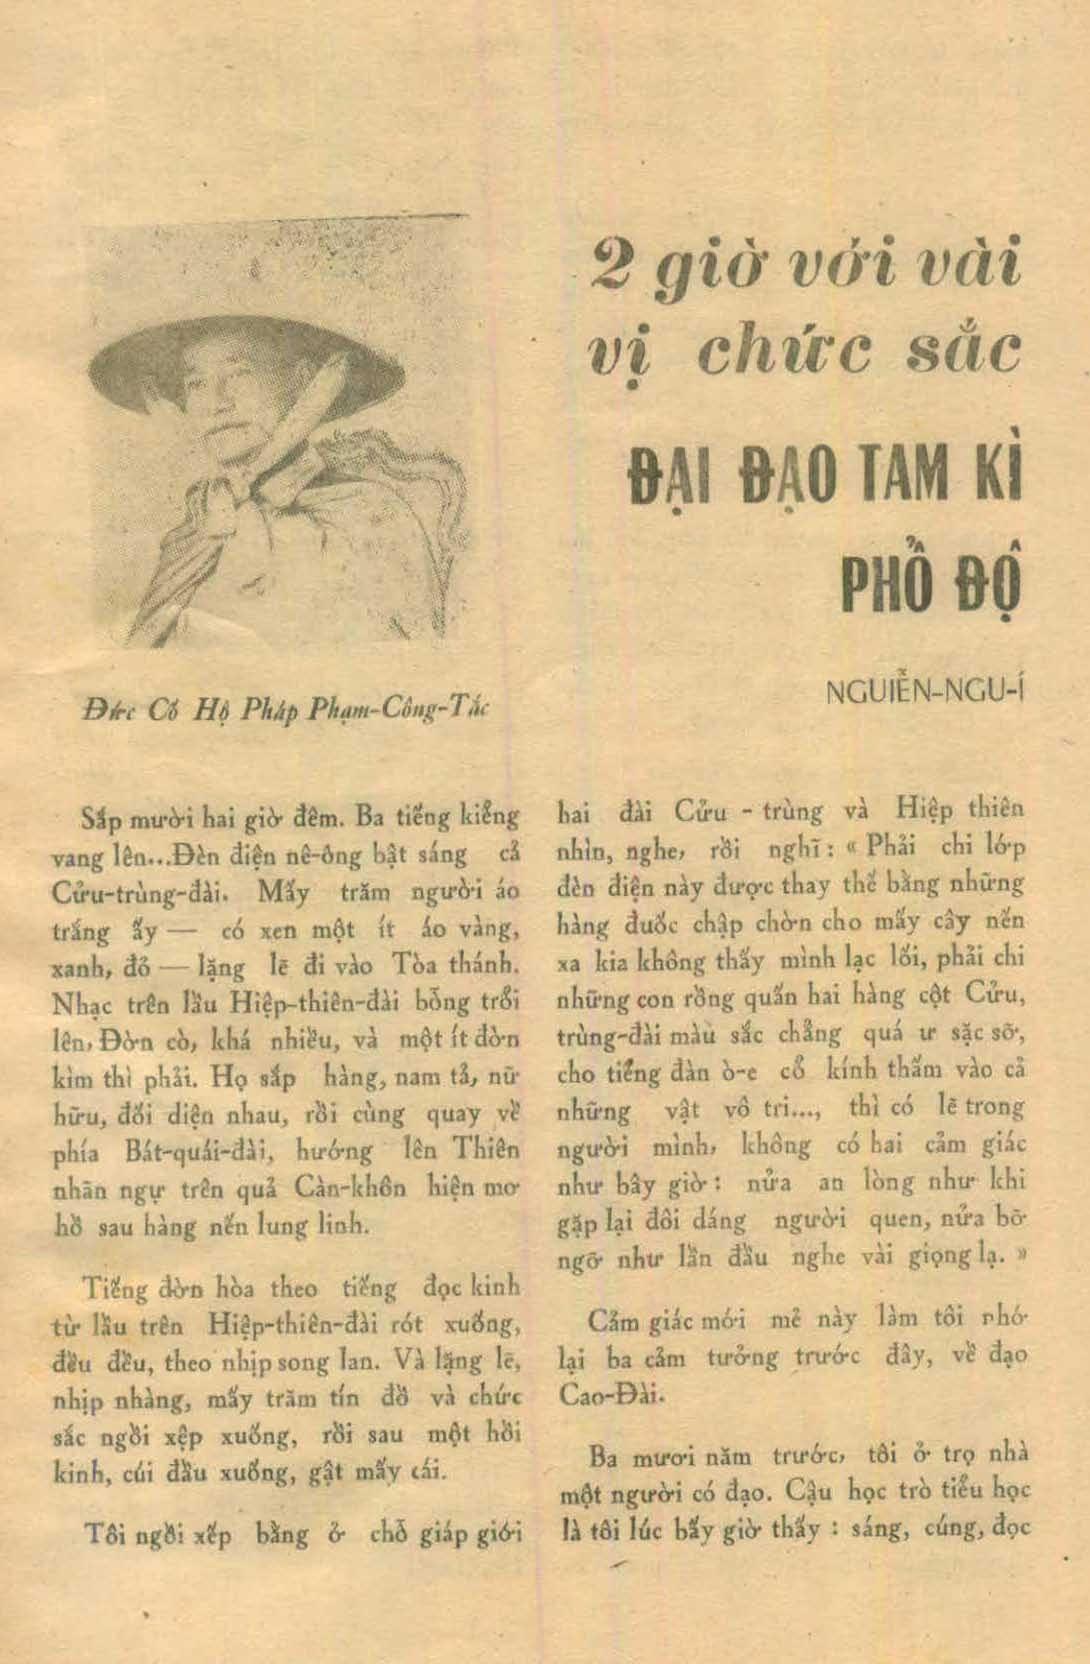 2 giờ với vài
vị chức sắc
ĐẠI ĐẠO TAM KÌ
PHỔ ĐỘ
NGUIỄN-NGU-Í
Đức Cố Hộ Pháp Phạm-Công-Tắc
Sắp mười hai giờ đêm. Ba tiếng kiểng
vang lên...Đèn điện nê-ông bật sáng cả
Cửu-trùng-đài. Mấy trăm người áo
trắng ấy — có xen một ít áo vàng,
xanh, đỏ — lặng lẽ đi vào Tòa thánh.
Nhạc trên lầu Hiệp-thiên-đài bỗng trổi
lên, Đờn cò, khá nhiều, và một ít đờn
kìm thì phải. Họ sắp hàng, nam tả, nữ
hữu, đối diện nhau, rồi cùng quay về
phía Bát-quái-đài, hướng lên Thiên
nhãn ngự trên quả Càn-khôn hiện mơ
hồ sau hàng nến lung linh.
Tiếng đờn hòa theo tiếng đọc kinh
từ lầu trên Hiệp-thiên-đài rót xuống,
đều đều, theo nhịp song lan. Và lặng lẽ,
nhịp nhàng, mấy trăm tín đồ và chức
sắc ngồi xệp xuống, rồi sau một hồi
kinh, cúi đầu xuống, gật mấy cái.
Tôi ngồi xếp bằng ở chỗ giáp giới
hai đài Cửu - trùng và Hiệp thiên
nhìn, nghe, rồi nghĩ : « Phải chi lớp
đèn điện này được thay thế bằng những
hàng đuốc chập chờn cho mấy cây nến
xa kia không thấy mình lạc lối, phải chi
những con rồng quấn hai hàng cột Cửu,
trùng-đài màu sắc chẳng quá ư sặc sỡ,
cho tiếng đàn ò-e cổ kính thấm vào cả
những vật vô tri..., thì có lẽ trong
người mình, không có hai cảm giác
như bây giờ : nửa an lòng như khi
gặp lại đôi dáng người quen, nửa bỡ
ngỡ như lần đầu nghe vài giọng lạ. »
Cảm giác mới mẻ này làm tôi nhớ
lại ba cảm tưởng trước đây, về đạo
Cao-Đài.
Ba mươi năm trước, tôi ở trọ nhà
một người có đạo. Cậu học trò tiểu học
là tôi lúc bấy giờ thấy : sáng, cúng, đọc